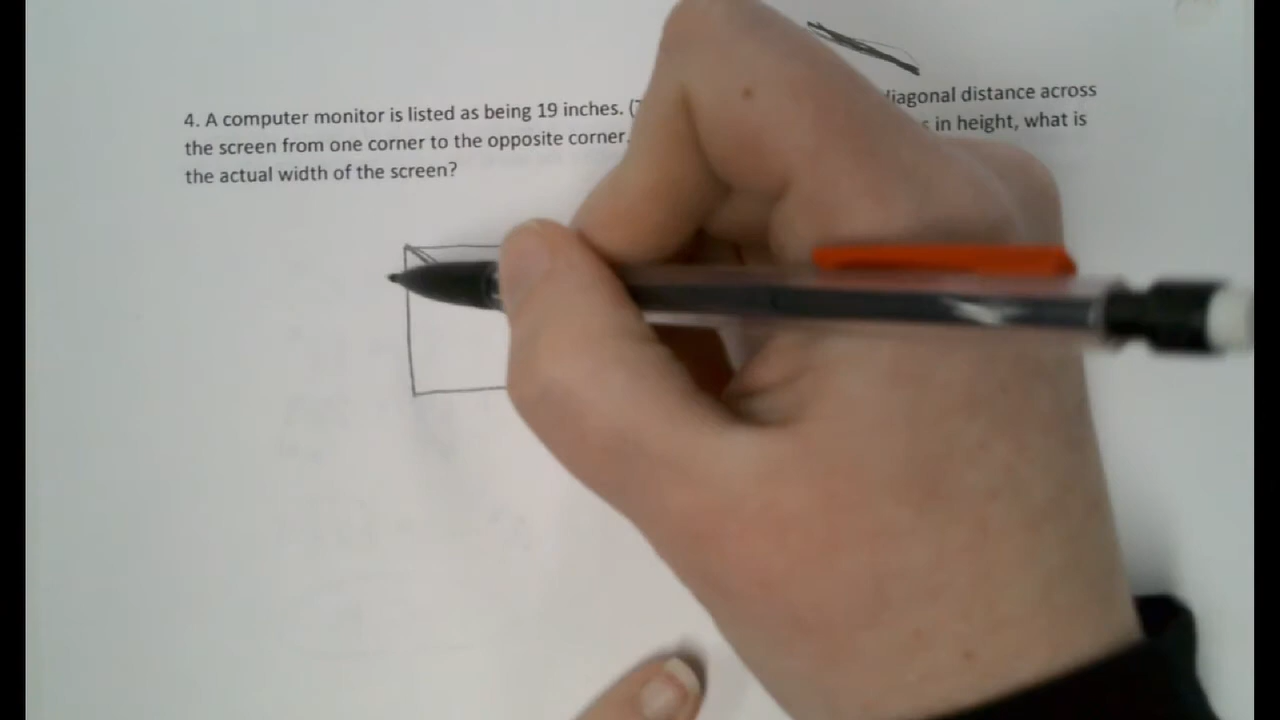 4. A computer monitor is listed as being 19 inches. ( diagonal distance across
the screen from one corner to the opposite corner. in height, what is
the actual width of the screen?